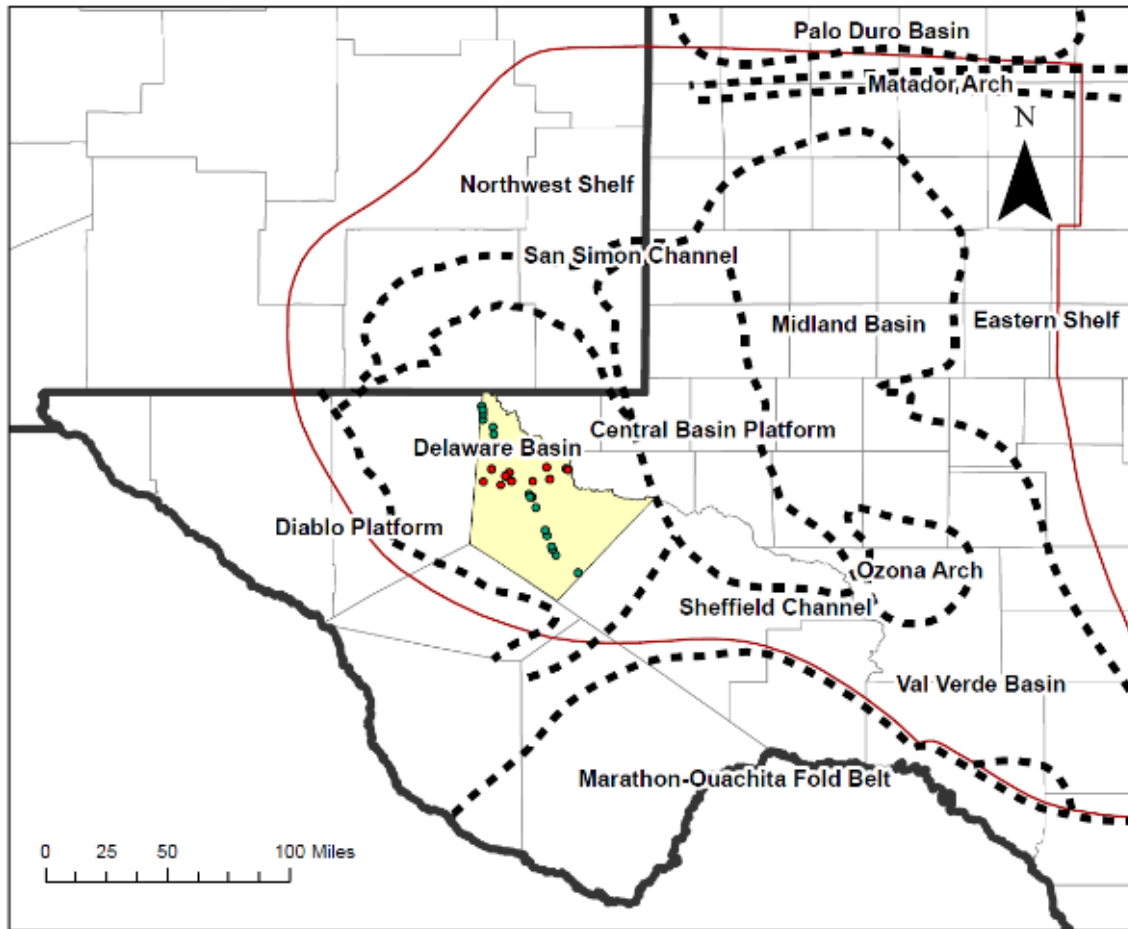 Palo Duro Basin
Matador Arch
N
Northwest Shelf
San Simon Channel
Midland Basin
Eastern Shelf
Central Basin Platform
Delaware Basin
Diablo Platform
Ozona Arch
Sheffield Channel
Val Verde Basin
Marathon-Ouachita Fold Belt
0 25 50 100 Miles